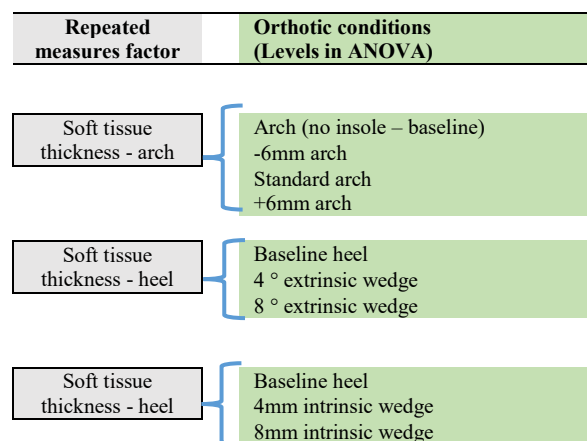 Repeated
measures factor
Orthotic conditions
(Levels in ANOVA)
Soft tissue
thickness - arch
Arch (no insole – baseline)
-6mm arch
Standard arch
+6mm arch
Soft tissue
thickness - heel
Baseline heel
4 ° extrinsic wedge
8 ° extrinsic wedge
Soft tissue
thickness - heel
Baseline heel
4mm intrinsic wedge
8mm intrinsic wedge